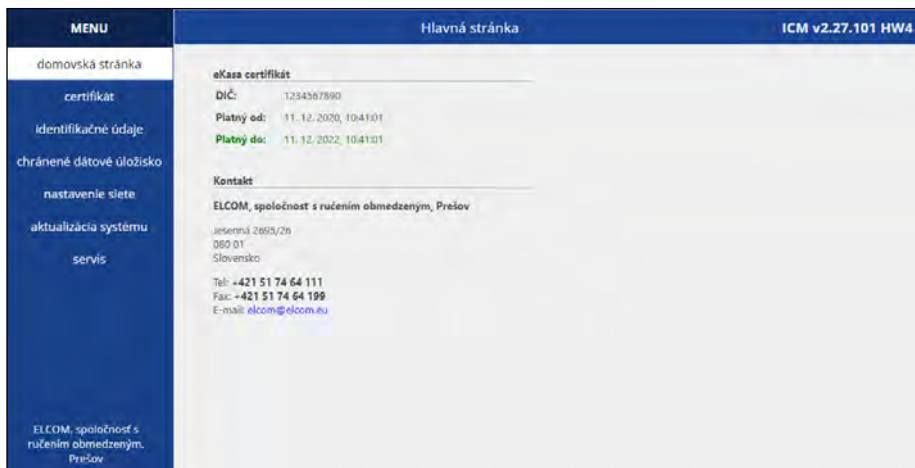 MENU
Hlavná stránka
ICM v2.27.101 HW4
domovská stránka
certifikát
identifikačné údaje
chránené dátové úložisko
nastavenie siete
aktualizácia systému
servis
ELCOM, spoločnosť s
ručením obmedzeným,
Prešov
eKasa certifikát
DIČ: 1234567890
Platný od: 11. 12. 2020, 10:41:01
Platný do: 11. 12. 2022, 10:41:01
Kontakt
ELCOM, spoločnosť s ručením obmedzeným, Prešov
Jesenná 2695/26
080 01
Slovensko
Tel: +421 51 74 64 111
Fax: +421 51 74 64 199
E-mail: elcom@elcom.eu